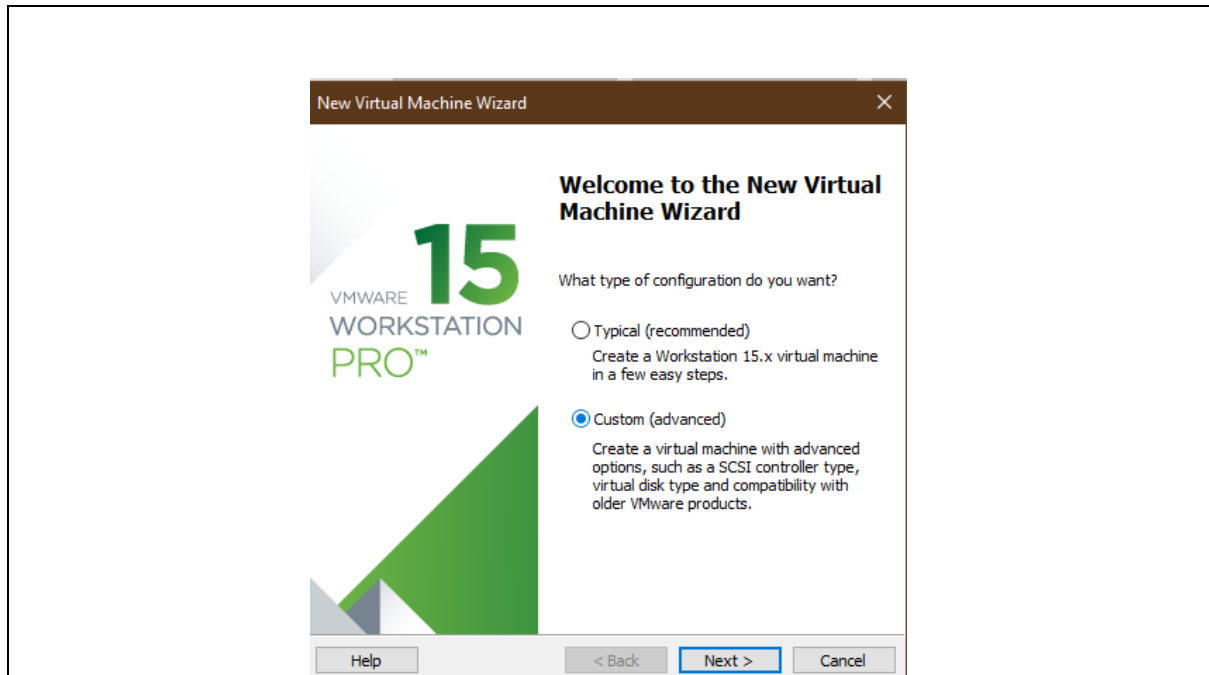 New Virtual Machine Wizard
Welcome to the New Virtual
Machine Wizard
15
VMWARE
WORKSTATION
PRO™
What type of configuration do you want?
Typical (recommended)
Create a Workstation 15.x virtual machine
in a few easy steps.
Custom (advanced)
Create a virtual machine with advanced
options, such as a SCSI controller type,
virtual disk type and compatibility with
older VMware products.
Help
< Back
Next >
Cancel